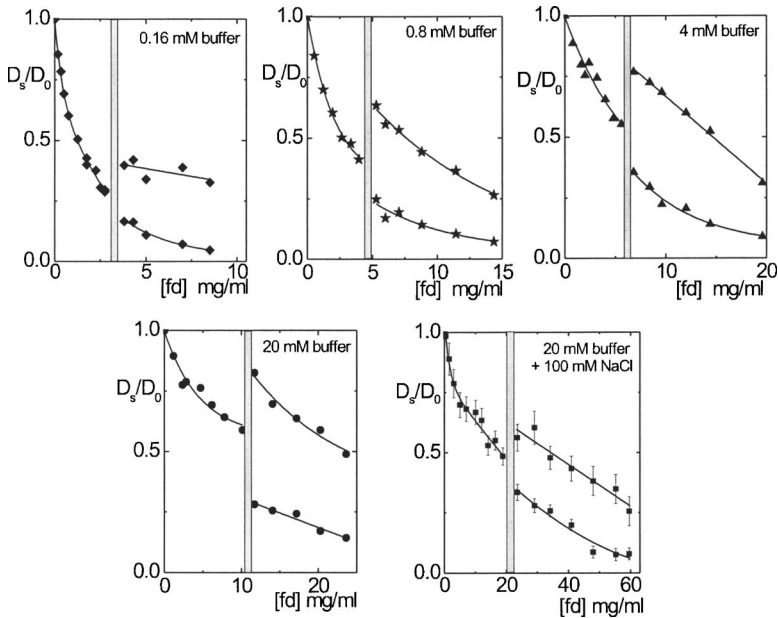 1.0
0.16 mM buffer
Dₛ/D₀
0.5
0.0
0 5 10
[fd] mg/ml
1.0
0.8 mM buffer
Dₛ/D₀
0.5
0.0
0 5 10 15
[fd] mg/ml
1.0
4 mM buffer
Dₛ/D₀
0.5
0.0
0 10 20
[fd] mg/ml
1.0
20 mM buffer
Dₛ/D₀
0.5
0.0
0 10 20
[fd] mg/ml
1.0
20 mM buffer
+ 100 mM NaCl
Dₛ/D₀
0.5
0.0
0 20 40 60
[fd] mg/ml